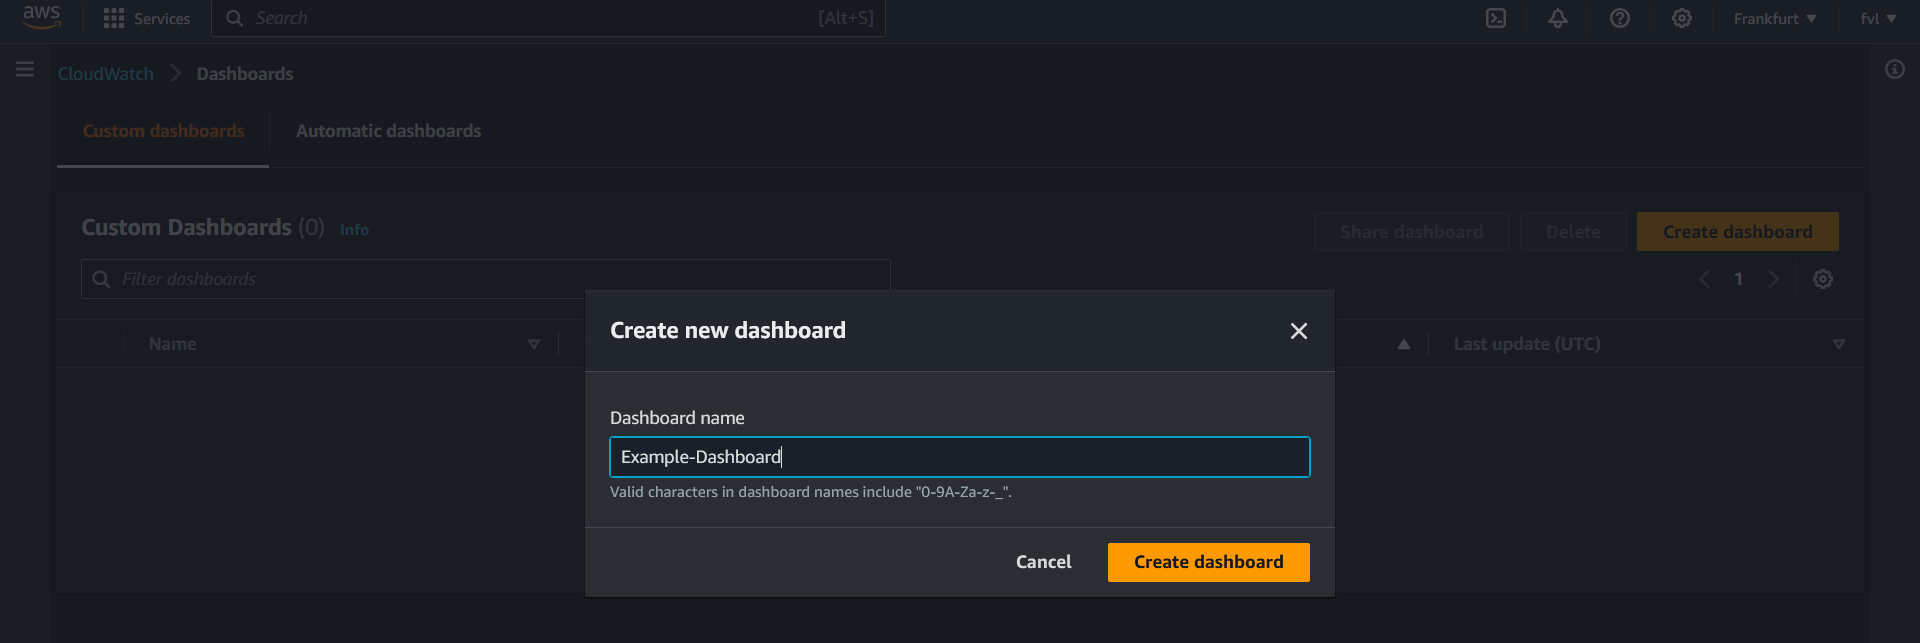 aws Services Search [Alt+S] Frankfurt fvl
CloudWatch Dashboards
Custom dashboards Automatic dashboards
Custom Dashboards (0) Info Share dashboard Delete Create dashboard
Filter dashboards 1
Name Last update (UTC)
Create new dashboard
Dashboard name
Example-Dashboard
Valid characters in dashboard names include "0-9A-Za-z-_".
Cancel Create dashboard